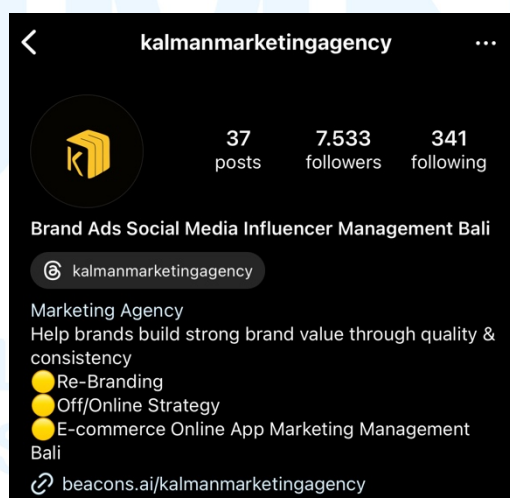 kalmanmarketingagency
37 7.533 341
posts followers following
Brand Ads Social Media Influencer Management Bali
kalmanmarketingagency
Marketing Agency
Help brands build strong brand value through quality &
consistency
🟡Re-Branding
🟡Off/Online Strategy
🟡E-commerce Online App Marketing Management
Bali
beacons.ai/kalmanmarketingagency